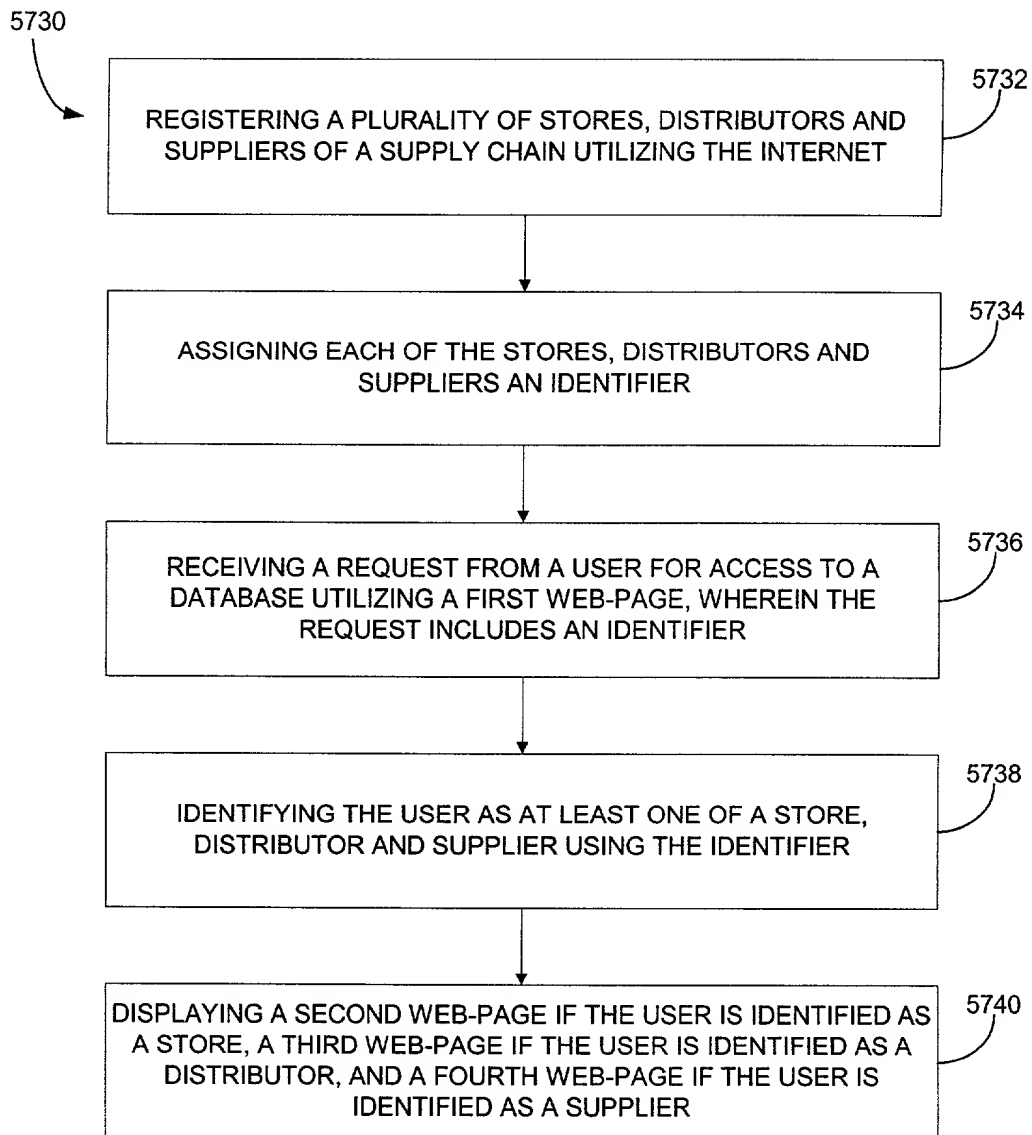 5730
5732
REGISTERING A PLURALITY OF STORES, DISTRIBUTORS AND
SUPPLIERS OF A SUPPLY CHAIN UTILIZING THE INTERNET
5734
ASSIGNING EACH OF THE STORES, DISTRIBUTORS AND
SUPPLIERS AN IDENTIFIER
5736
RECEIVING A REQUEST FROM A USER FOR ACCESS TO A
DATABASE UTILIZING A FIRST WEB-PAGE, WHEREIN THE
REQUEST INCLUDES AN IDENTIFIER
5738
IDENTIFYING THE USER AS AT LEAST ONE OF A STORE,
DISTRIBUTOR AND SUPPLIER USING THE IDENTIFIER
5740
DISPLAYING A SECOND WEB-PAGE IF THE USER IS IDENTIFIED AS
A STORE, A THIRD WEB-PAGE IF THE USER IS IDENTIFIED AS A
DISTRIBUTOR, AND A FOURTH WEB-PAGE IF THE USER IS
IDENTIFIED AS A SUPPLIER